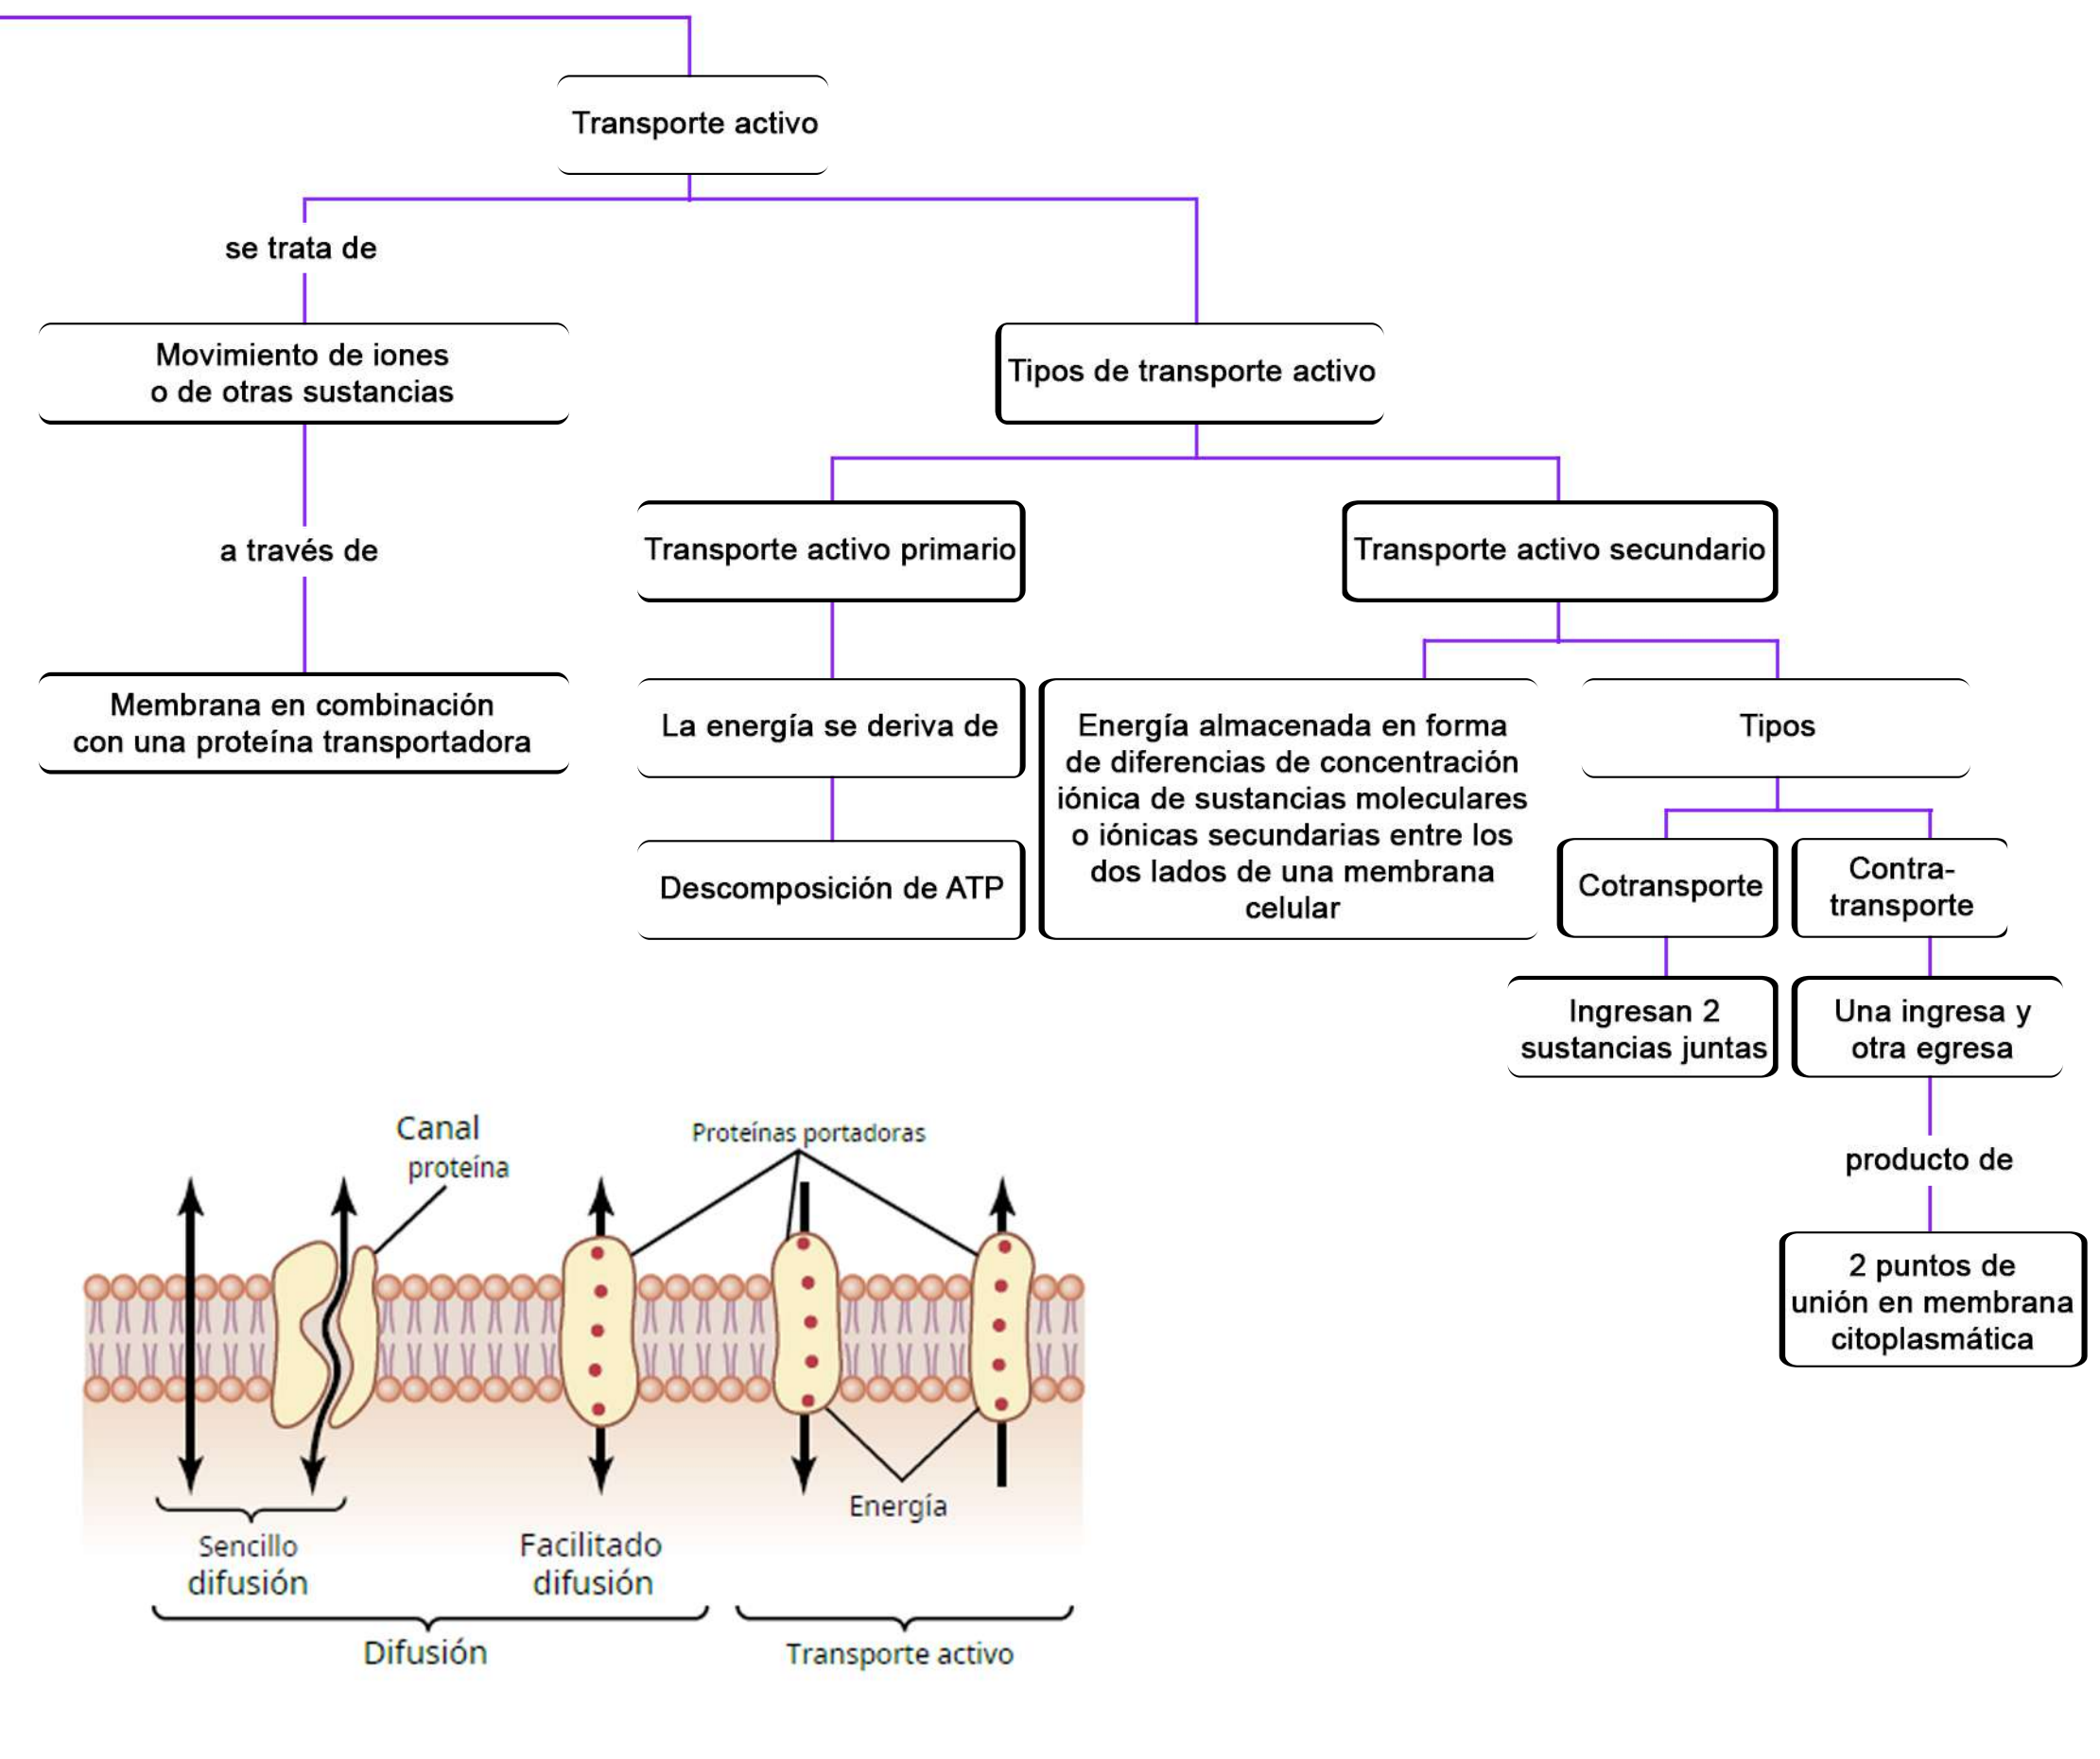 Transporte activo
se trata de
Movimiento de iones
o de otras sustancias
a través de
Membrana en combinación
con una proteína transportadora
Tipos de transporte activo
Transporte activo primario
La energía se deriva de
Descomposición de ATP
Transporte activo secundario
Energía almacenada en forma
de diferencias de concentración
iónica de sustancias moleculares
o iónicas secundarias entre los
dos lados de una membrana
celular
Tipos
Cotransporte
Ingresan 2
sustancias juntas
Contra-
transporte
Una ingresa y
otra egresa
producto de
2 puntos de
unión en membrana
citoplasmática
Canal
proteína
Proteínas portadoras
Energía
Sencillo
difusión
Facilitado
difusión
Difusión
Transporte activo